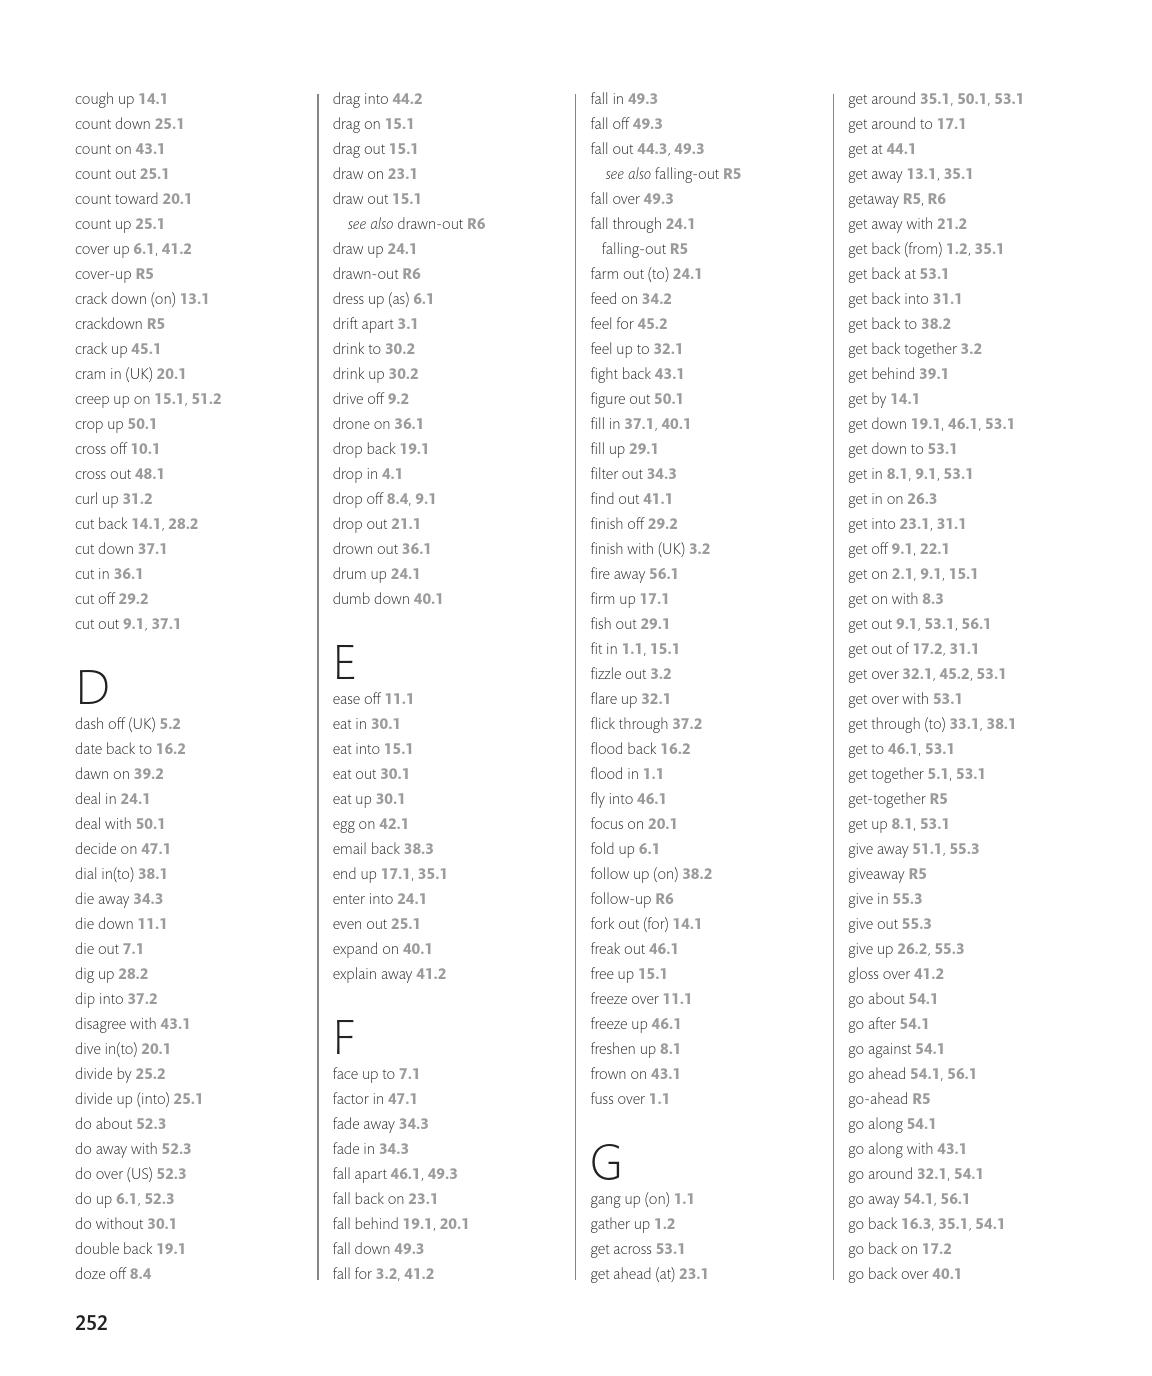 cough up 14.1
count down 25.1
count on 43.1
count out 25.1
count toward 20.1
count up 25.1
cover up 6.1, 41.2
cover-up R5
crack down (on) 13.1
crackdown R5
crack up 45.1
cram in (UK) 20.1
creep up on 15.1, 51.2
crop up 50.1
cross off 10.1
cross out 48.1
curl up 31.2
cut back 14.1, 28.2
cut down 37.1
cut in 36.1
cut off 29.2
cut out 9.1, 37.1
D
dash off (UK) 5.2
date back to 16.2
dawn on 39.2
deal in 24.1
deal with 50.1
decide on 47.1
dial in(to) 38.1
die away 34.3
die down 11.1
die out 7.1
dig up 28.2
dip into 37.2
disagree with 43.1
dive in(to) 20.1
divide by 25.2
divide up (into) 25.1
do about 52.3
do away with 52.3
do over (US) 52.3
do up 6.1, 52.3
do without 30.1
double back 19.1
doze off 8.4
drag into 44.2
drag on 15.1
drag out 15.1
draw on 23.1
draw out 15.1
see also drawn-out R6
draw up 24.1
drawn-out R6
dress up (as) 6.1
drift apart 3.1
drink to 30.2
drink up 30.2
drive off 9.2
drone on 36.1
drop back 19.1
drop in 4.1
drop off 8.4, 9.1
drop out 21.1
drown out 36.1
drum up 24.1
dumb down 40.1
E
ease off 11.1
eat in 30.1
eat into 15.1
eat out 30.1
eat up 30.1
egg on 42.1
email back 38.3
end up 17.1, 35.1
enter into 24.1
even out 25.1
expand on 40.1
explain away 41.2
F
face up to 7.1
factor in 47.1
fade away 34.3
fade in 34.3
fall apart 46.1, 49.3
fall back on 23.1
fall behind 19.1, 20.1
fall down 49.3
fall for 3.2, 41.2
fall in 49.3
fall off 49.3
fall out 44.3, 49.3
see also falling-out R5
fall over 49.3
fall through 24.1
falling-out R5
farm out (to) 24.1
feed on 34.2
feel for 45.2
feel up to 32.1
fight back 43.1
figure out 50.1
fill in 37.1, 40.1
fill up 29.1
filter out 34.3
find out 41.1
finish off 29.2
finish with (UK) 3.2
fire away 56.1
firm up 17.1
fish out 29.1
fit in 1.1, 15.1
fizzle out 3.2
flare up 32.1
flick through 37.2
flood back 16.2
flood in 1.1
fly into 46.1
focus on 20.1
fold up 6.1
follow up (on) 38.2
follow-up R6
fork out (for) 14.1
freak out 46.1
free up 15.1
freeze over 11.1
freeze up 46.1
freshen up 8.1
frown on 43.1
fuss over 1.1
G
gang up (on) 1.1
gather up 1.2
get across 53.1
get ahead (at) 23.1
get around 35.1, 50.1, 53.1
get around to 17.1
get at 44.1
get away 13.1, 35.1
getaway R5, R6
get away with 21.2
get back (from) 1.2, 35.1
get back at 53.1
get back into 31.1
get back to 38.2
get back together 3.2
get behind 39.1
get by 14.1
get down 19.1, 46.1, 53.1
get down to 53.1
get in 8.1, 9.1, 53.1
get in on 26.3
get into 23.1, 31.1
get off 9.1, 22.1
get on 2.1, 9.1, 15.1
get on with 8.3
get out 9.1, 53.1, 56.1
get out of 17.2, 31.1
get over 32.1, 45.2, 53.1
get over with 53.1
get through (to) 33.1, 38.1
get to 46.1, 53.1
get together 5.1, 53.1
get-together R5
get up 8.1, 53.1
give away 51.1, 55.3
giveaway R5
give in 55.3
give out 55.3
give up 26.2, 55.3
gloss over 41.2
go about 54.1
go after 54.1
go against 54.1
go ahead 54.1, 56.1
go-ahead R5
go along 54.1
go along with 43.1
go around 32.1, 54.1
go away 54.1, 56.1
go back 16.3, 35.1, 54.1
go back on 17.2
go back over 40.1
252